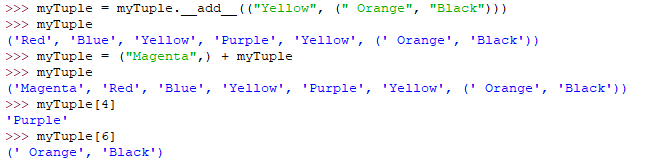 >>> myTuple = myTuple.__add__(("Yellow", (" Orange", "Black")))
>>> myTuple
('Red', 'Blue', 'Yellow', 'Purple', 'Yellow', (' Orange', 'Black'))
>>> myTuple = ("Magenta",) + myTuple
>>> myTuple
('Magenta', 'Red', 'Blue', 'Yellow', 'Purple', 'Yellow', (' Orange', 'Black'))
>>> myTuple[4]
'Purple'
>>> myTuple[6]
(' Orange', 'Black')